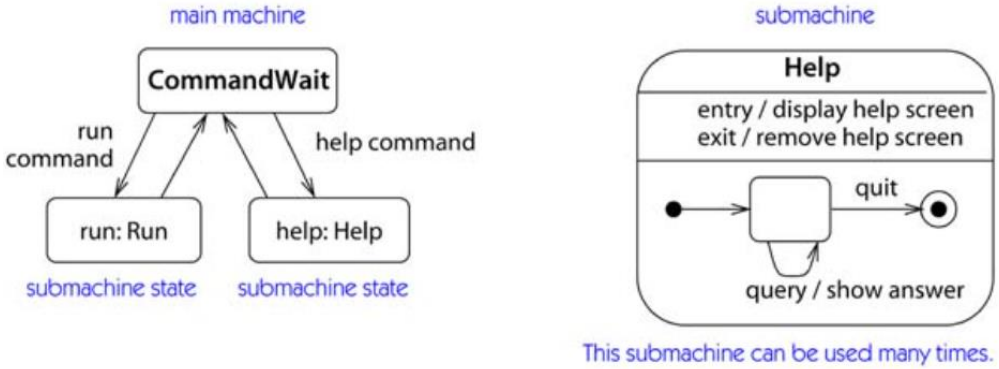 main machine
CommandWait
run
command
help command
run: Run
help: Help
submachine state
submachine state
submachine
Help
entry / display help screen
exit / remove help screen
quit
query / show answer
This submachine can be used many times.